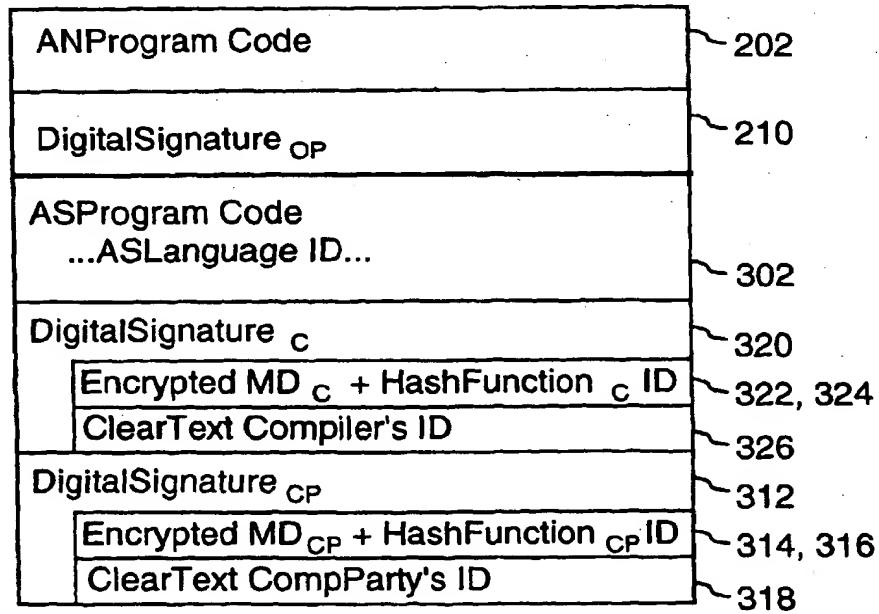 ANProgram Code 202
DigitalSignature OP 210
ASProgram Code
...ASLanguage ID... 302
DigitalSignature C 320
Encrypted MD C + HashFunction C ID 322, 324
ClearText Compiler's ID 326
DigitalSignature CP 312
Encrypted MD CP + HashFunction CP ID 314, 316
ClearText CompParty's ID 318